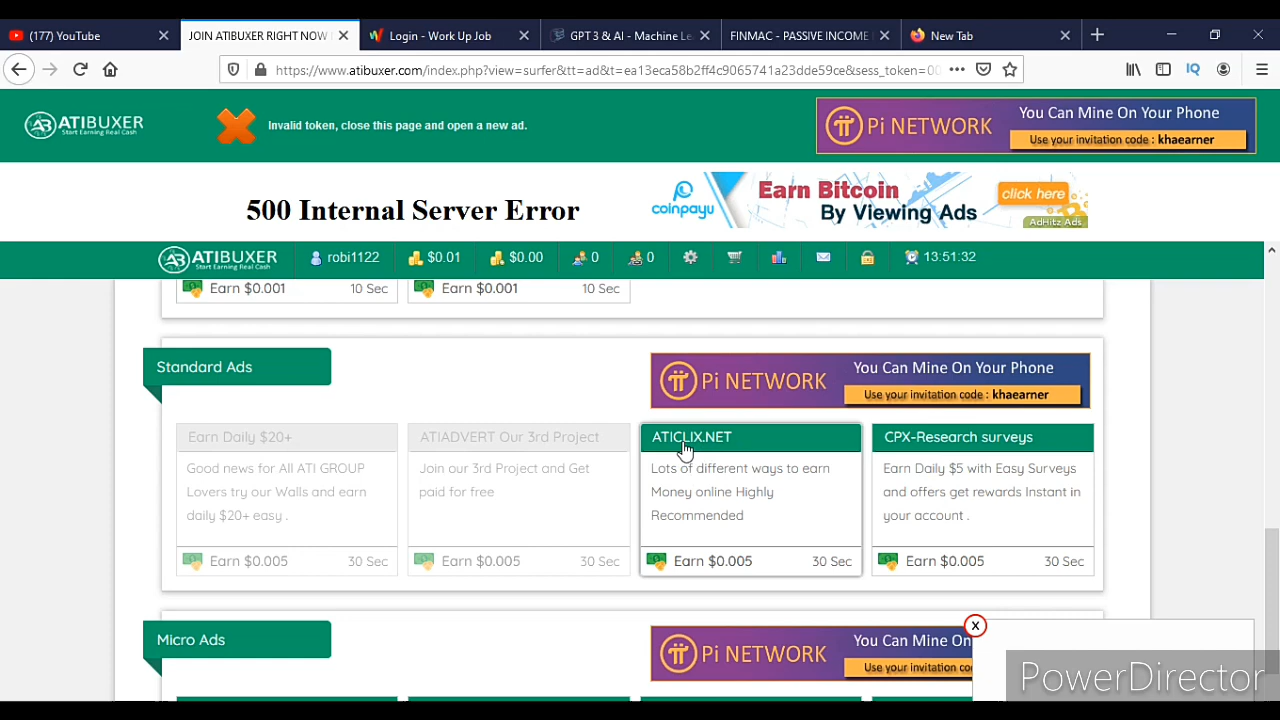 (177) YouTube
JOIN ATIBUXER RIGHT NOW
Login - Work Up Job
GPT 3 & AI - Machine Le
FINMAC - PASSIVE INCOME
New Tab
https://www.atibuxer.com/index.php?view=surfer&tt=ad&t=ea13eca58b2ff4c9065741a23dde59ce&sess_token=00
IQ
ATIBUXER
Start Earning Real Cash
Invalid token, close this page and open a new ad.
Pi NETWORK
You Can Mine On Your Phone
Use your invitation code : khaearner
500 Internal Server Error
coinpayu
Earn Bitcoin
By Viewing Ads
click here
AdHitz Ads
ATIBUXER
Start Earning Real Cash
robi1122
$0.01
$0.00
0
0
13:51:32
Earn $0.001
10 Sec
Earn $0.001
10 Sec
Standard Ads
Pi NETWORK
You Can Mine On Your Phone
Use your invitation code : khaearner
Earn Daily $20+
Good news for All ATI GROUP
Lovers try our Walls and earn
daily $20+ easy .
Earn $0.005
30 Sec
ATIADVERT Our 3rd Project
Join our 3rd Project and Get
paid for free
Earn $0.005
30 Sec
ATICLIX.NET
Lots of different ways to earn
Money online Highly
Recommended
Earn $0.005
30 Sec
CPX-Research surveys
Earn Daily $5 with Easy Surveys
and offers get rewards Instant in
your account .
Earn $0.005
30 Sec
Micro Ads
Pi NETWORK
You Can Mine On
Use your invitation co
X
PowerDirector